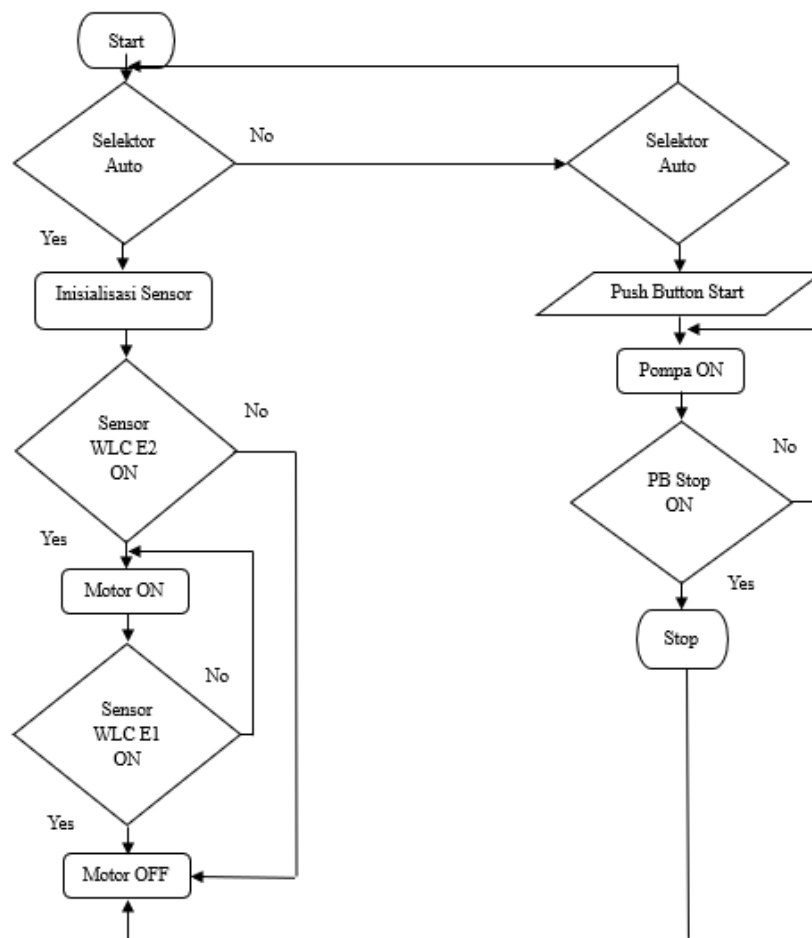 Start
Selektor
Auto
No
Selektor
Auto
Yes
Inisialisasi Sensor
Push Button Start
Pompa ON
Sensor
WLC E2
ON
No
PB Stop
ON
No
Yes
Motor ON
Yes
Stop
Sensor
WLC E1
ON
No
Yes
Motor OFF